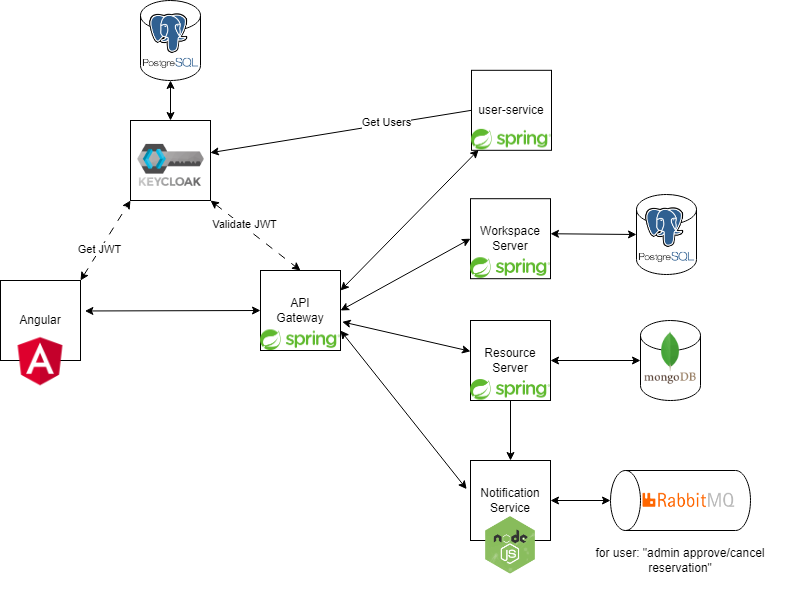 PostgreSQL
user-service
spring
Get Users
KEYCLOAK
Validate JWT
Get JWT
Workspace
Server
spring
PostgreSQL
Angular
API
Gateway
spring
Resource
Server
spring
mongoDB
Notification
Service
node
JS
RabbitMQ
for user: "admin approve/cancel
reservation"